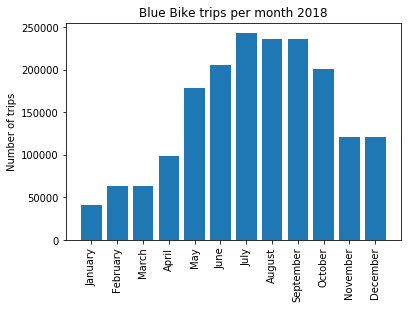 Blue Bike trips per month 2018
Number of trips
250000
200000
150000
100000
50000
0
January
February
March
April
May
June
July
August
September
October
November
December